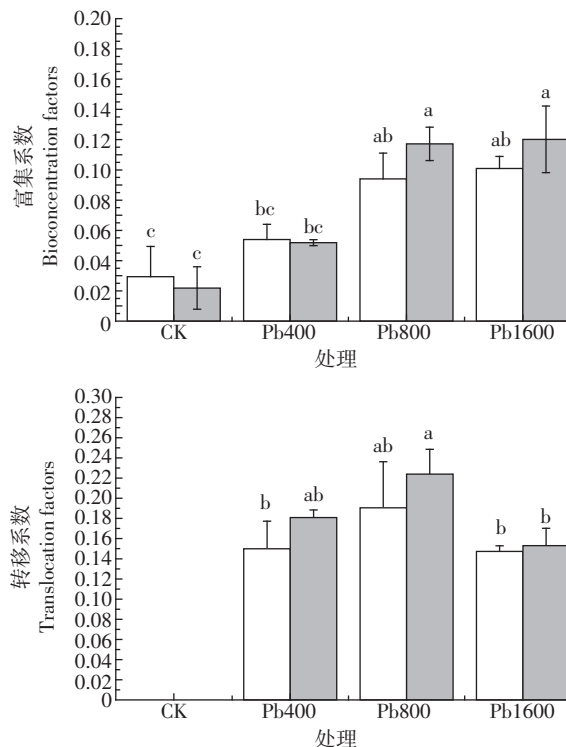 0.20
0.18
0.16
0.14
0.12
0.10
0.08
0.06
0.04
0.02
0
富集系数
Bioconcentration factors
c
c
bc
bc
ab
a
ab
a
CK
Pb400
Pb800
Pb1600
处理
0.30
0.28
0.26
0.24
0.22
0.20
0.18
0.16
0.14
0.12
0.10
0.08
0.06
0.04
0.02
0
转移系数
Translocation factors
b
ab
ab
a
b
b
CK
Pb400
Pb800
Pb1600
处理